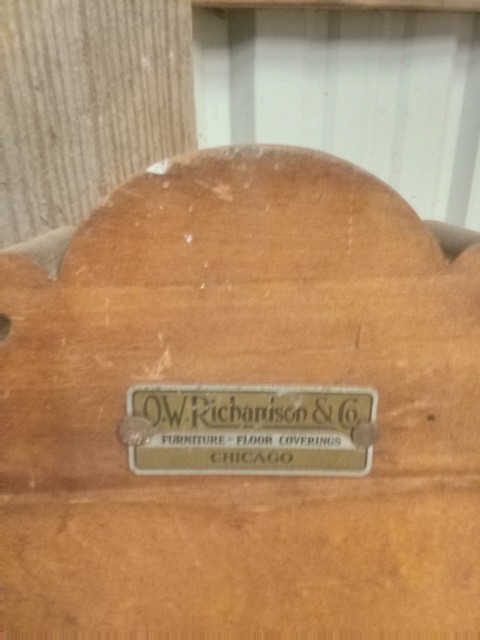 O.W. Richardson & Co.
FURNITURE - FLOOR COVERINGS
CHICAGO